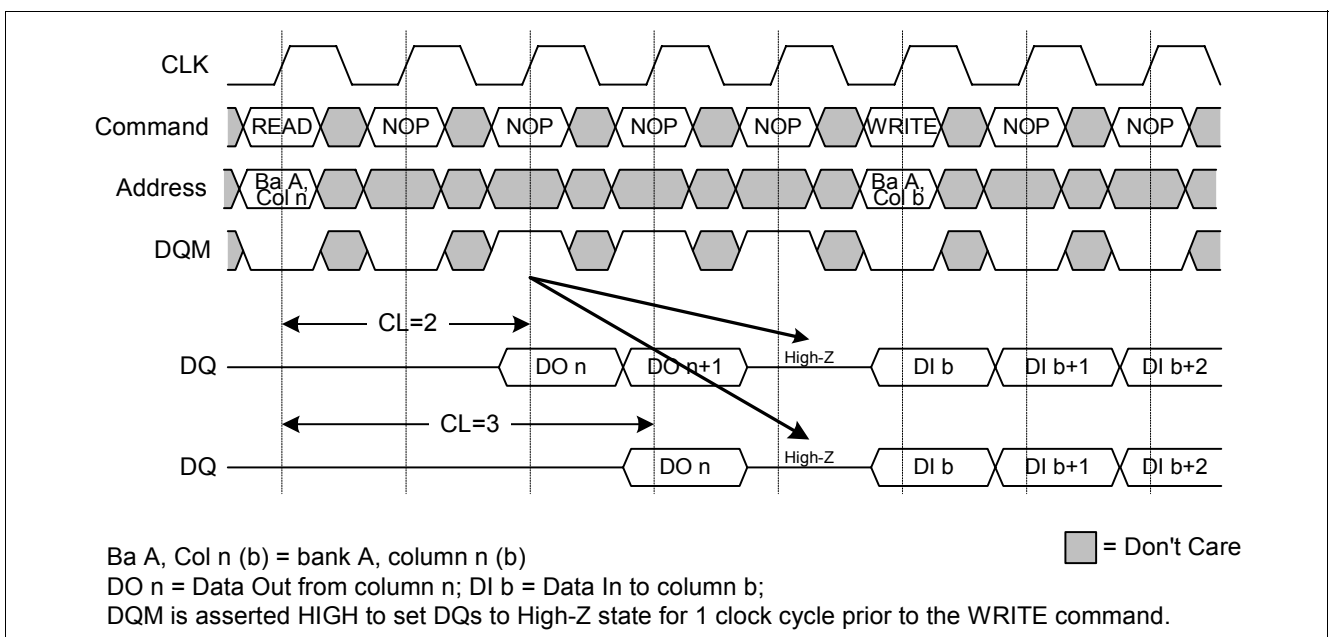 CLK
Command READ NOP NOP NOP NOP WRITE NOP NOP
Address Ba A, Col n Ba A, Col b
DQM
CL=2
DQ DO n DO n+1 High-Z DI b DI b+1 DI b+2
CL=3
DQ DO n High-Z DI b DI b+1 DI b+2
Ba A, Col n (b) = bank A, column n (b)
= Don't Care
DO n = Data Out from column n; DI b = Data In to column b;
DQM is asserted HIGH to set DQs to High-Z state for 1 clock cycle prior to the WRITE command.